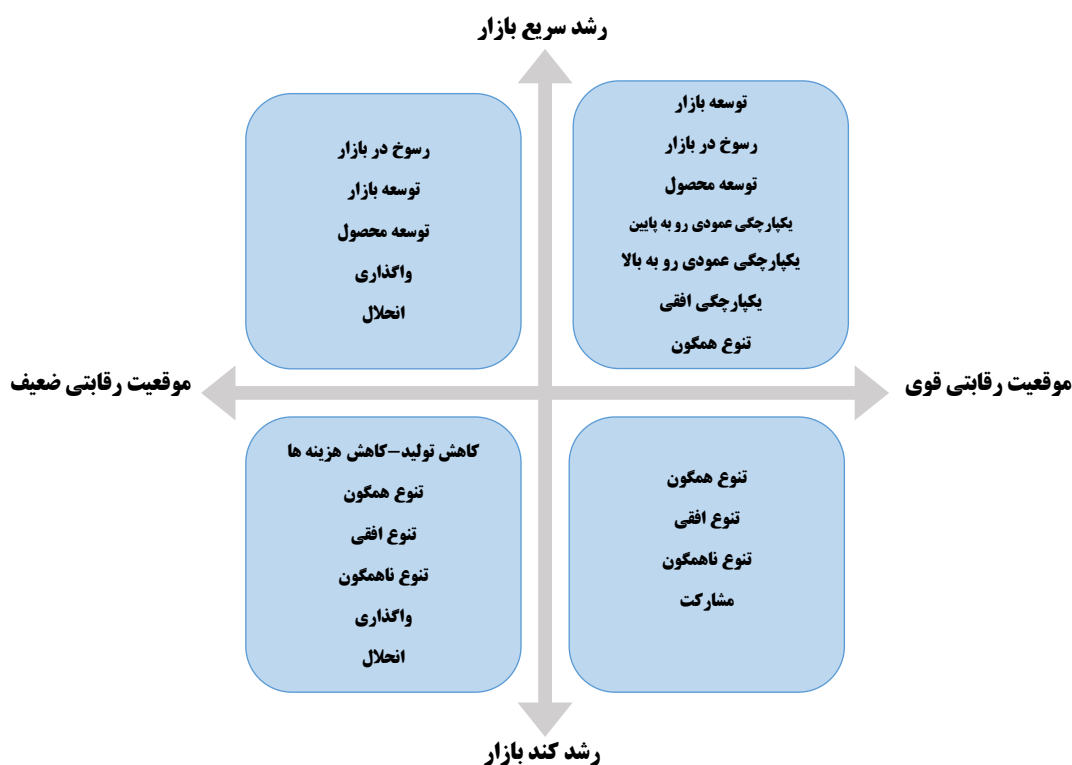 رشد سریع بازار
توسعه بازار
رسوخ در بازار
توسعه محصول
یکپارچگی عمودی رو به پایین
یکپارچگی عمودی رو به بالا
یکپارچگی افقی
تنوع همگون
رسوخ در بازار
توسعه بازار
توسعه محصول
واگذاری
انحلال
موقعیت رقابتی قوی
موقعیت رقابتی ضعیف
تنوع همگون
تنوع افقی
تنوع ناهمگون
مشارکت
کاهش تولید–کاهش هزینه ها
تنوع همگون
تنوع افقی
تنوع ناهمگون
واگذاری
انحلال
رشد کند بازار